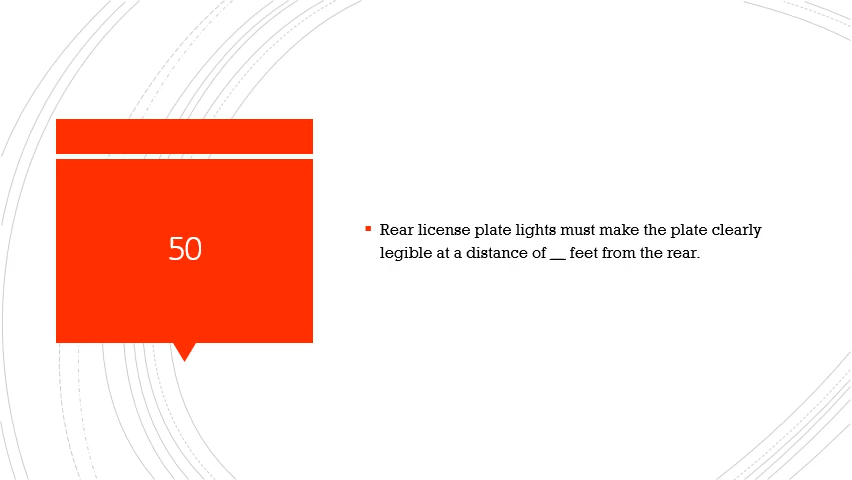 50
Rear license plate lights must make the plate clearly
legible at a distance of __ feet from the rear.